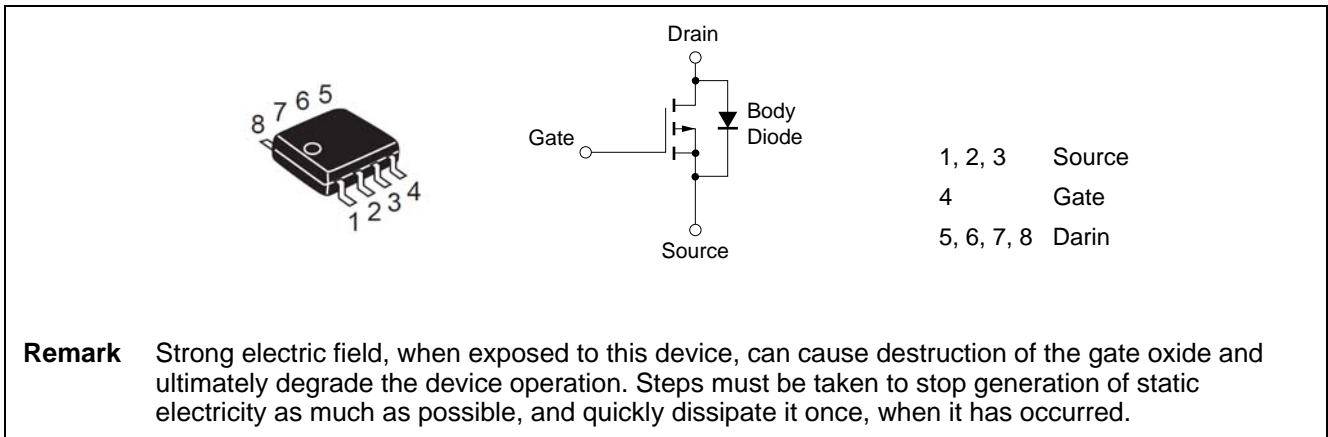 8 7 6 5
1 2 3 4
Drain
Gate
Body
Diode
Source
1, 2, 3 Source
4 Gate
5, 6, 7, 8 Darin
Remark Strong electric field, when exposed to this device, can cause destruction of the gate oxide and
ultimately degrade the device operation. Steps must be taken to stop generation of static
electricity as much as possible, and quickly dissipate it once, when it has occurred.